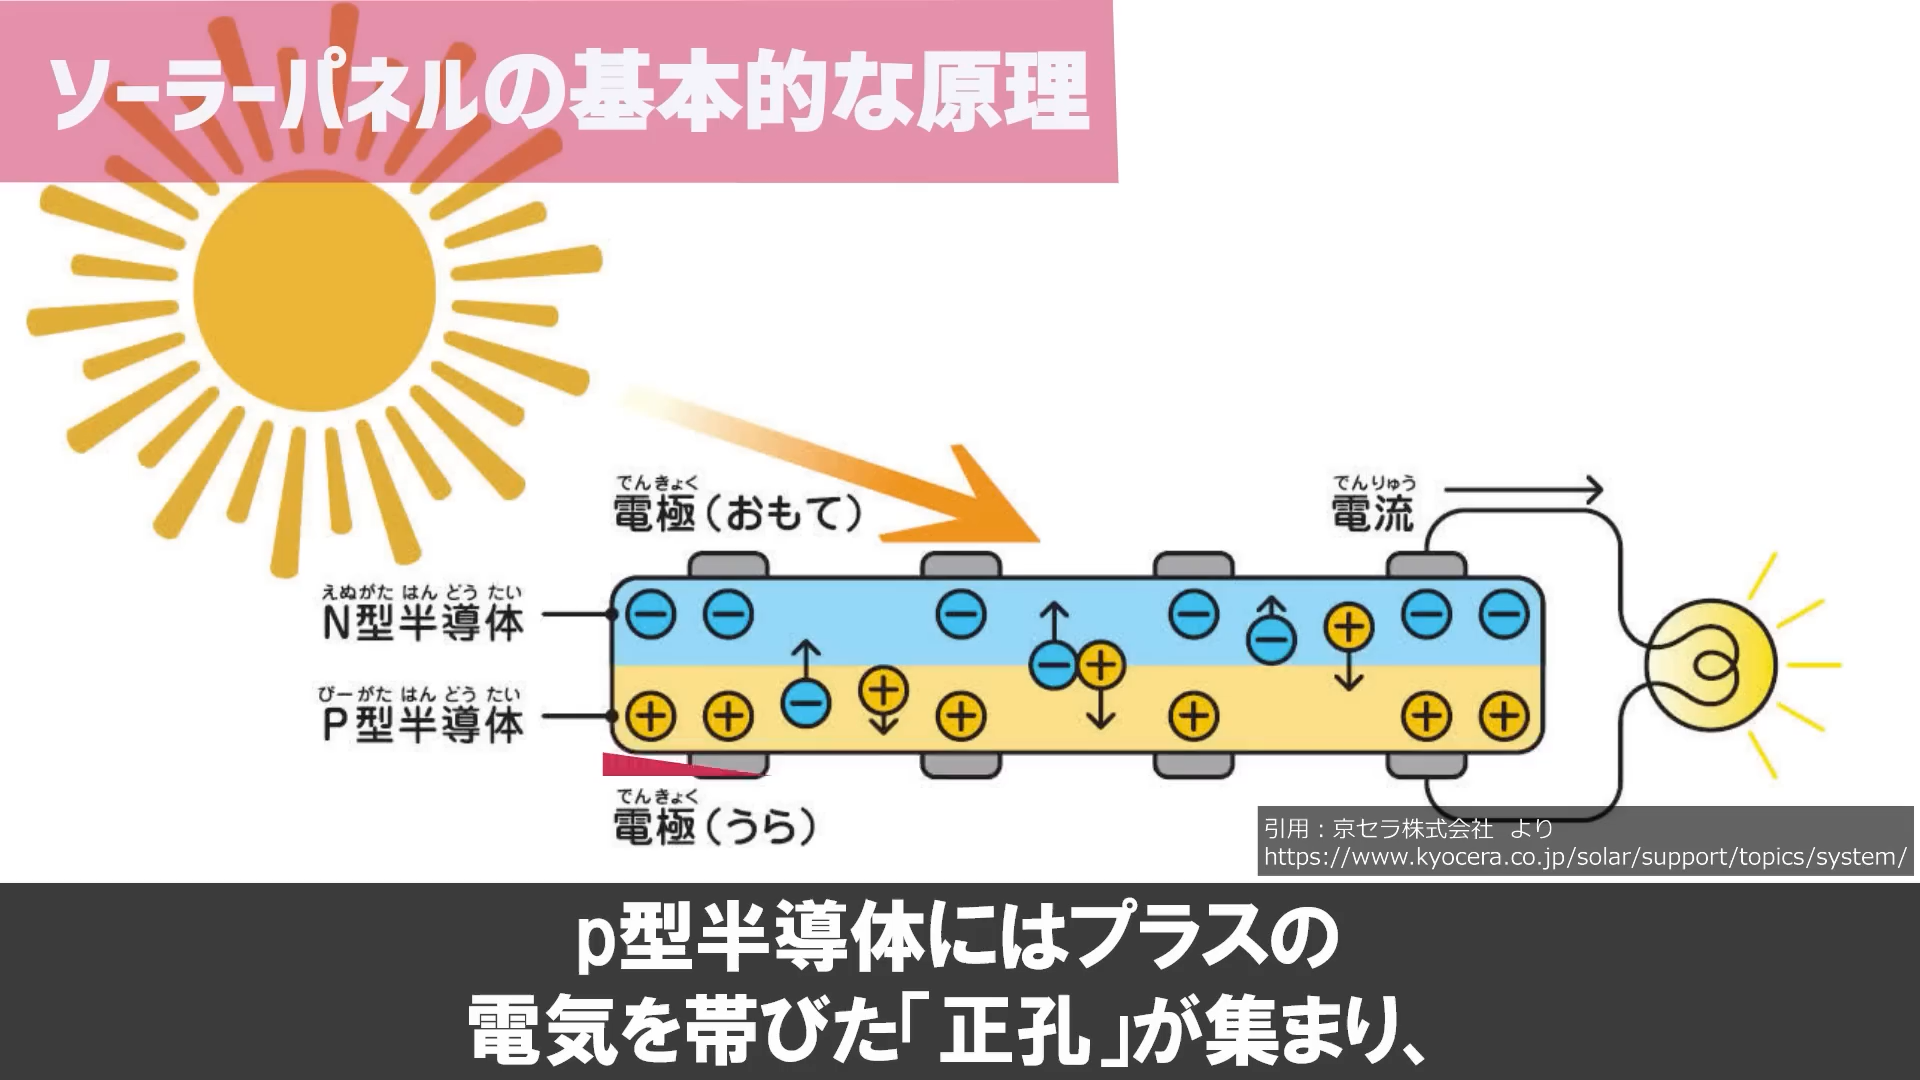 ソーラーパネルの基本的な原理
でんきょく
電極(おもて)
でんりゅう
電流
えぬがた はん どう たい
N型半導体
ぴーがた はん どう たい
P型半導体
でんきょく
電極(うら)
引用:京セラ株式会社 より
https://www.kyocera.co.jp/solar/support/topics/system/
p型半導体にはプラスの
電気を帯びた「正孔」が集まり、